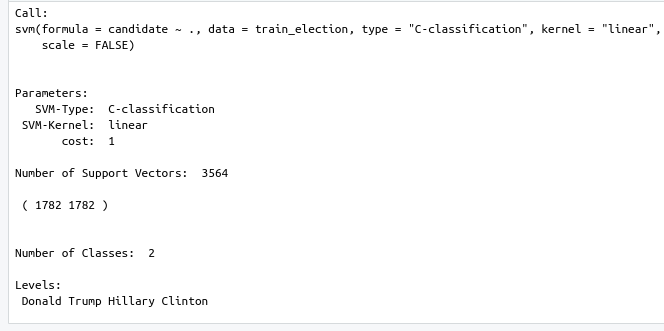 Call:
svm(formula = candidate ~ ., data = train_election, type = "C-classification", kernel = "linear",
    scale = FALSE)
Parameters:
   SVM-Type:  C-classification
 SVM-Kernel:  linear
       cost:  1
Number of Support Vectors:  3564
 ( 1782 1782 )
Number of Classes:  2
Levels:
 Donald Trump Hillary Clinton